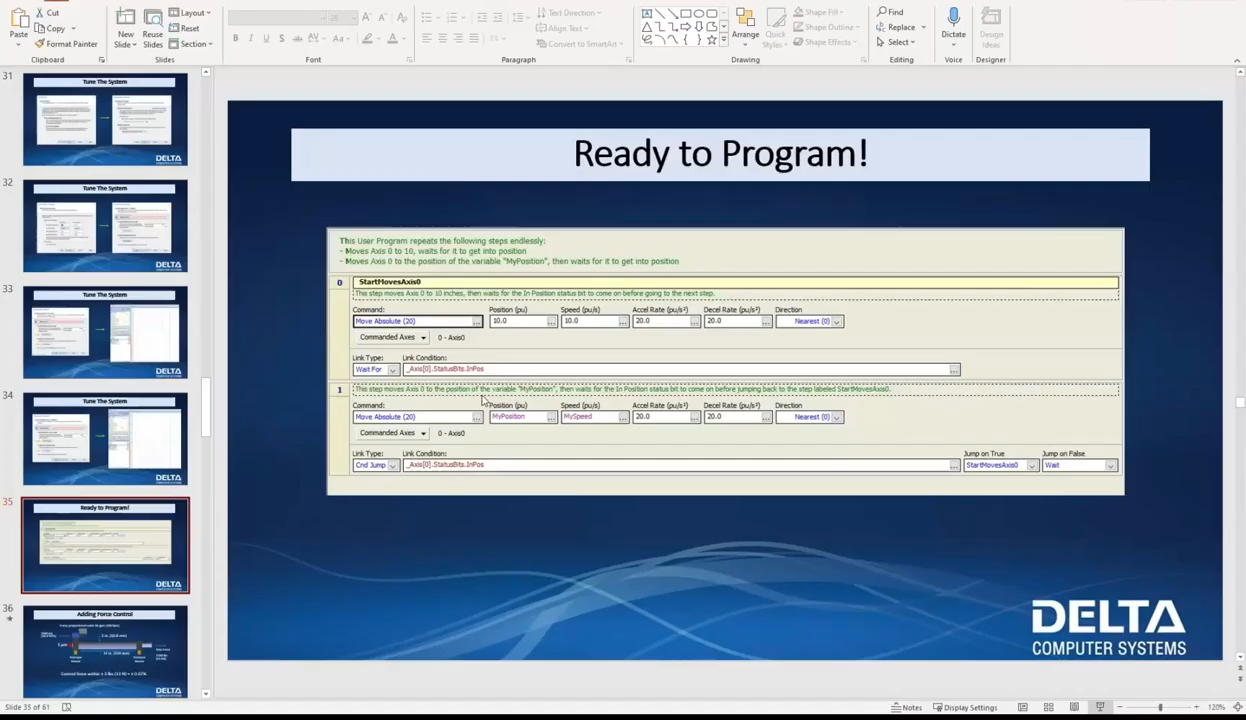 Cut
Copy
Format Painter
Paste
Clipboard
New
Slide
Reuse
Slides
Layout
Reset
Section
Slides
Font
Text Direction
Align Text
Convert to SmartArt
Paragraph
Arrange
Quick
Styles
Shape Fill
Shape Outline
Shape Effects
Drawing
Find
Replace
Select
Editing
Dictate
Voice
Design
Ideas
Designer
31
Tune The System
DELTA
32
Tune The System
DELTA
33
Tune The System
DELTA
34
Tune The System
DELTA
35
Ready to Program!
DELTA
36
Adding Force Control
DELTA
Ready to Program!
This User Program repeats the following steps endlessly:
- Moves Axis 0 to 10, waits for it to get into position
- Moves Axis 0 to the position of the variable "MyPosition", then waits for it to get into position
0 StartMovesAxis0
This step moves Axis 0 to 10 inches, then waits for the In Position status bit to come on before going to the next step.
Command: Position (pu) Speed (pu/s) Accel Rate (pu/s²) Decel Rate (pu/s²) Direction
Move Absolute (20) ... 10.0 ... 10.0 ... 20.0 ... 20.0 ... Nearest (0)
Commanded Axes 0 - Axis0
Link Type: Link Condition:
Wait For _Axis[0].StatusBits.InPos ...
1 This step moves Axis 0 to the position of the variable "MyPosition", then waits for the In Position status bit to come on before jumping back to the step labeled StartMovesAxis0.
Command: Position (pu) Speed (pu/s) Accel Rate (pu/s²) Decel Rate (pu/s²) Direction
Move Absolute (20) ... MyPosition ... MySpeed ... 20.0 ... 20.0 ... Nearest (0)
Commanded Axes 0 - Axis0
Link Type: Link Condition: Jump on True Jump on False
Cnd Jump _Axis[0].StatusBits.InPos ... StartMovesAxis0 Wait
DELTA
COMPUTER SYSTEMS
Slide 35 of 61
Notes
Display Settings
120%